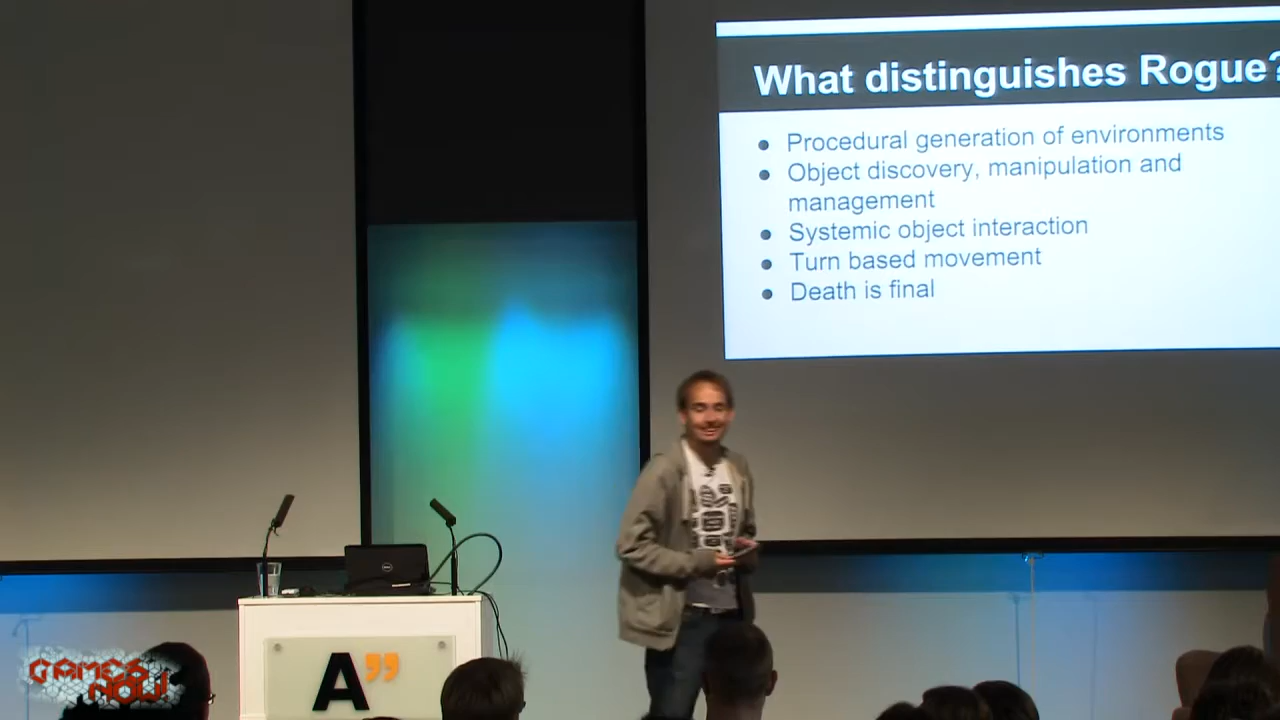 What distinguishes Rogue?
● Procedural generation of environments
● Object discovery, manipulation and
management
● Systemic object interaction
● Turn based movement
● Death is final
A”
GAMES
NOW!